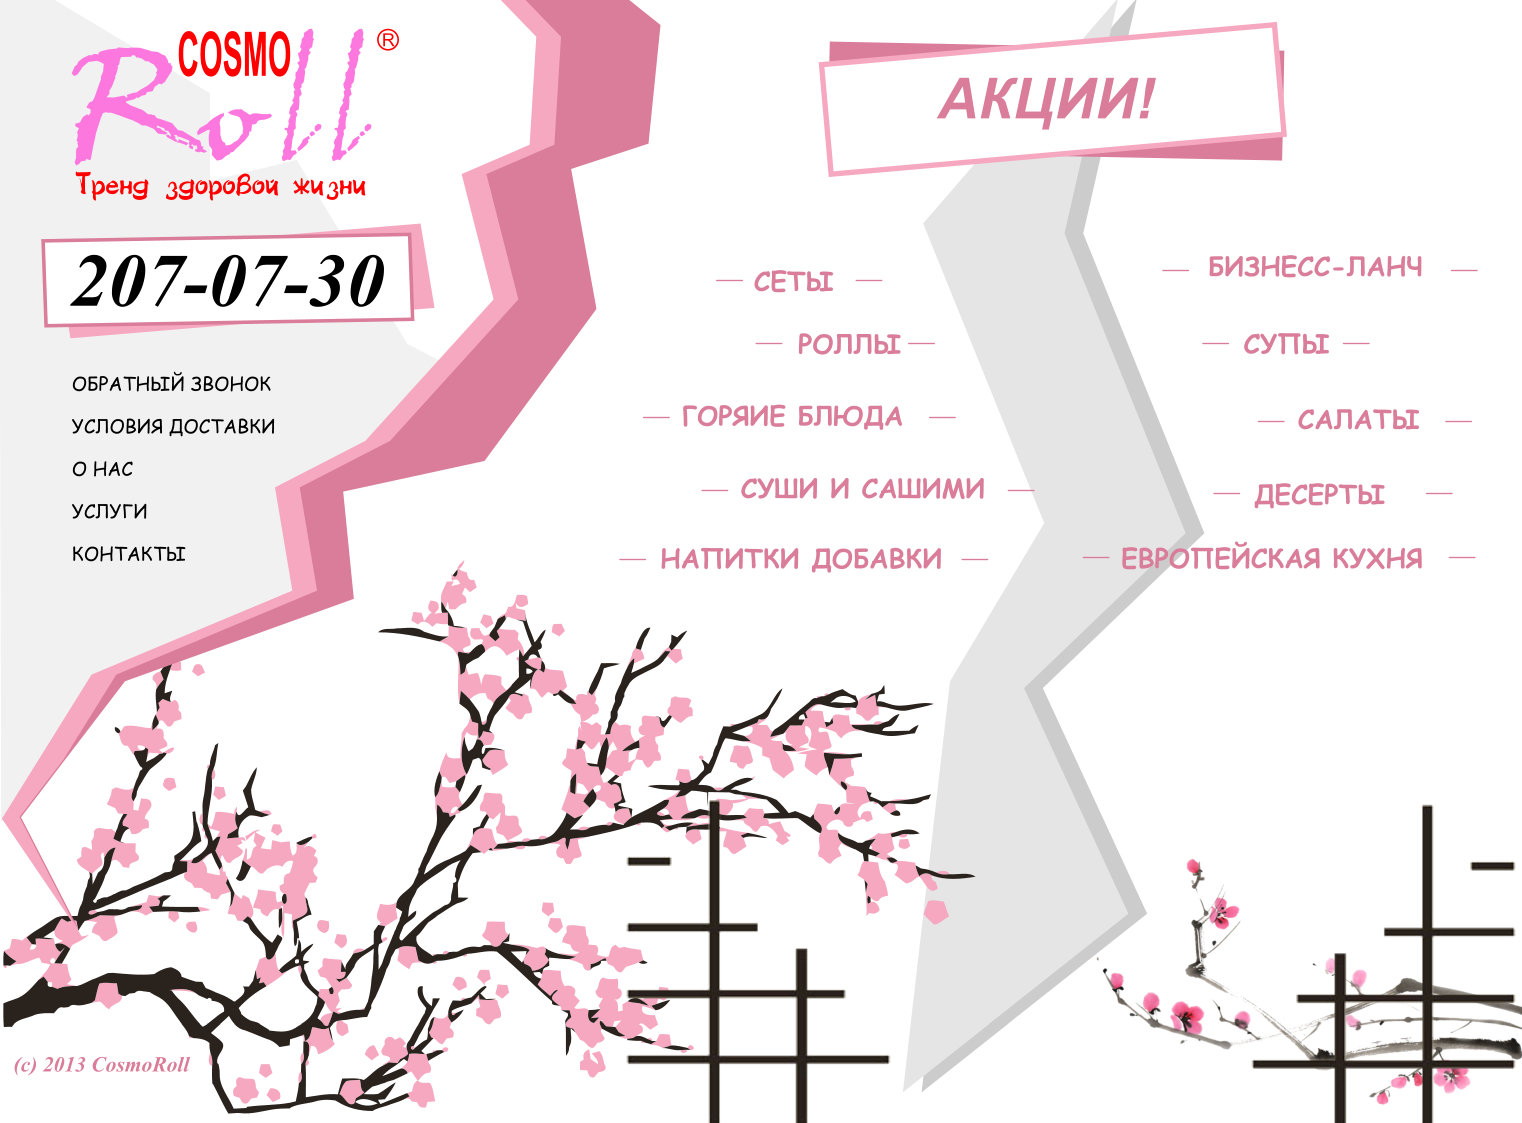 COSMO
Roll ®
Тренд здоровой жизни
207-07-30
ОБРАТНЫЙ ЗВОНОК
УСЛОВИЯ ДОСТАВКИ
О НАС
УСЛУГИ
КОНТАКТЫ
(c) 2013 CosmoRoll
АКЦИИ!
СЕТЫ
РОЛЛЫ
ГОРЯИЕ БЛЮДА
СУШИ И САШИМИ
НАПИТКИ ДОБАВКИ
БИЗНЕСС-ЛАНЧ
СУПЫ
САЛАТЫ
ДЕСЕРТЫ
ЕВРОПЕЙСКАЯ КУХНЯ